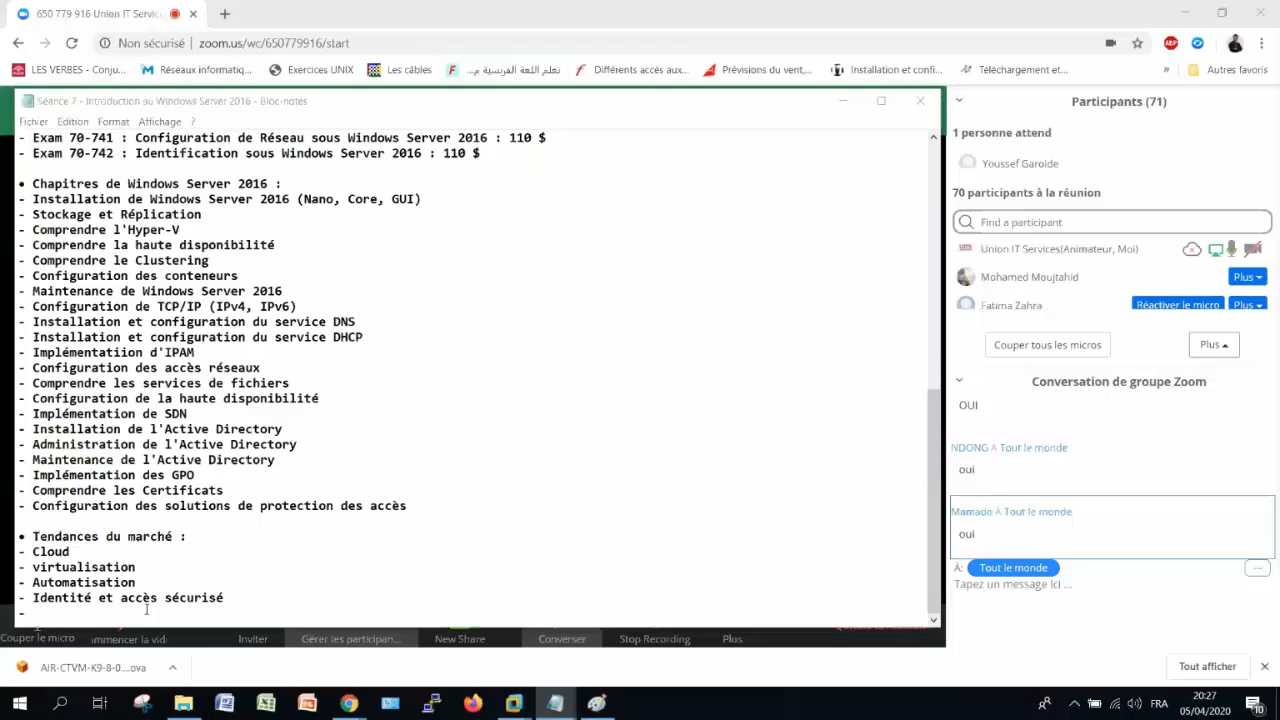 650 779 916 Union IT Servic
Non sécurisé | zoom.us/wc/650779916/start
LES VERBES - Conju...
Réseaux informatiq...
Exercices UNIX
Les câbles
تعلم اللغة الفرنسية م...
Différents accès aux...
Prévisions du vent,...
Installation et confi...
Téléchargement et...
»
Autres favoris
Séance 7 - Introduction au Windows Server 2016 - Bloc-notes
Fichier Edition Format Affichage ?
- Exam 70-741 : Configuration de Réseau sous Windows Server 2016 : 110 $
- Exam 70-742 : Identification sous Windows Server 2016 : 110 $
• Chapitres de Windows Server 2016 :
- Installation de Windows Server 2016 (Nano, Core, GUI)
- Stockage et Réplication
- Comprendre l'Hyper-V
- Comprendre la haute disponibilité
- Comprendre le Clustering
- Configuration des conteneurs
- Maintenance de Windows Server 2016
- Configuration de TCP/IP (IPv4, IPv6)
- Installation et configuration du service DNS
- Installation et configuration du service DHCP
- Implémentatiion d'IPAM
- Configuration des accès réseaux
- Comprendre les services de fichiers
- Configuration de la haute disponibilité
- Implémentation de SDN
- Installation de l'Active Directory
- Administration de l'Active Directory
- Maintenance de l'Active Directory
- Implémentation des GPO
- Comprendre les Certificats
- Configuration des solutions de protection des accès
• Tendances du marché :
- Cloud
- virtualisation
- Automatisation
- Identité et accès sécurisé
-
Participants (71)
1 personne attend
Youssef Garoide
70 participants à la réunion
Find a participant
Union IT Services(Animateur, Moi)
Mohamed Moujtahid
Plus
Fatima Zahra
Réactiver le micro
Plus
Couper tous les micros
Plus
Conversation de groupe Zoom
OUI
NDONG À Tout le monde
oui
Mamado À Tout le monde
oui
À: Tout le monde
...
Tapez un message ici ...
Couper le micro
Inviter
Gérer les participan...
New Share
Converser
Stop Recording
Plus
AIR-CTVM-K9-8-0....ova
Tout afficher
FRA
20:27
05/04/2020
10